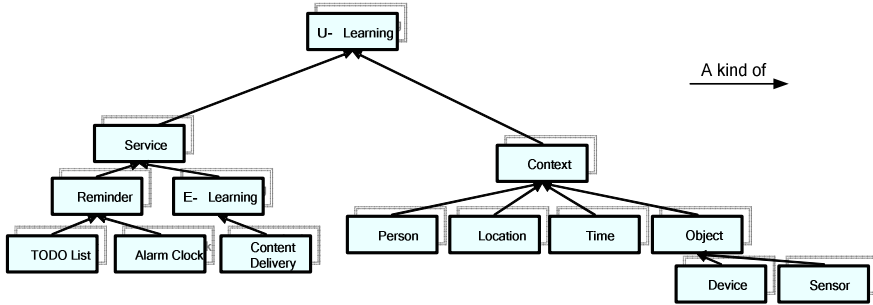 U- Learning
A kind of
Service
Context
Reminder
E- Learning
Person
Location
Time
Object
TODO List
Alarm Clock
Content
Delivery
Device
Sensor